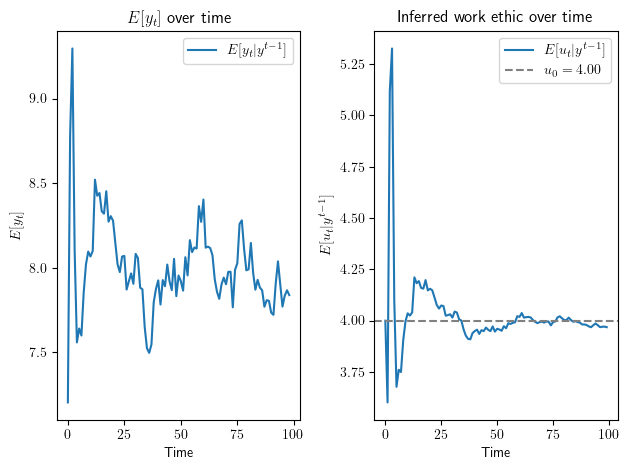 E[y_t] over time
E[y_t|y^{t−1}]
9.0
8.5
8.0
7.5
E[y_t]
0
25
50
75
100
Time
Inferred work ethic over time
E[u_t|y^{t−1}]
u_0 = 4.00
5.25
5.00
4.75
4.50
4.25
4.00
3.75
E[u_t|y^{t−1}]
0
25
50
75
100
Time